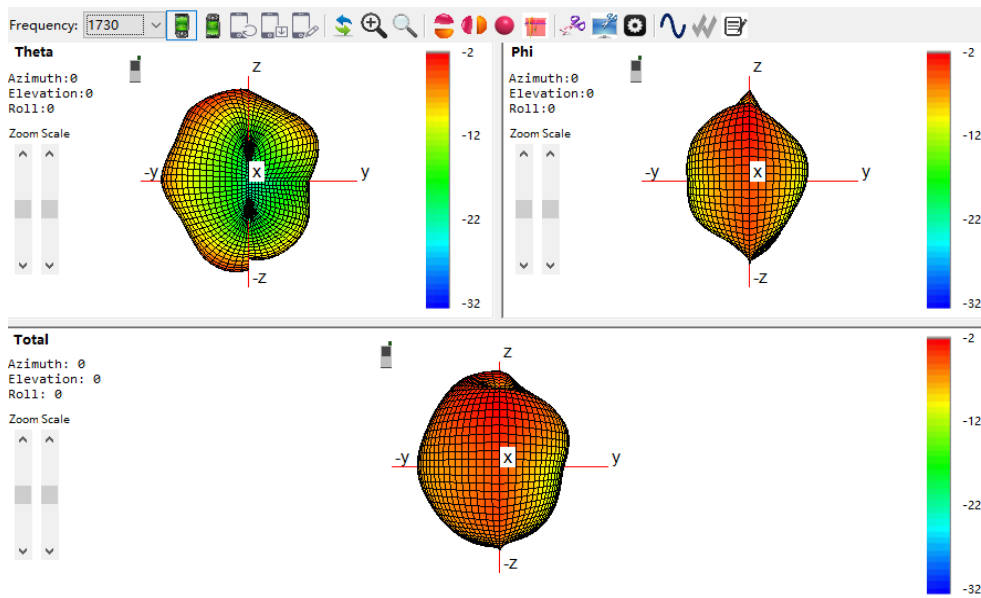 Frequency: 1730
Theta
Azimuth:0
Elevation:0
Roll:0
Zoom Scale
z
-y
x
y
-z
-2
-12
-22
-32
Phi
Azimuth:0
Elevation:0
Roll:0
Zoom Scale
z
-y
x
y
-z
-2
-12
-22
-32
Total
Azimuth: 0
Elevation: 0
Roll: 0
Zoom Scale
z
-y
x
y
-z
-2
-12
-22
-32